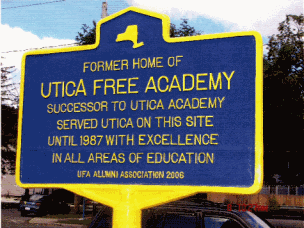 FORMER HOME OF
UTICA FREE ACADEMY
SUCCESSOR TO UTICA ACADEMY
SERVED UTICA ON THIS SITE
UNTIL 1987 WITH EXCELLENCE
IN ALL AREAS OF EDUCATION
UFA ALUMNI ASSOCIATION 2006